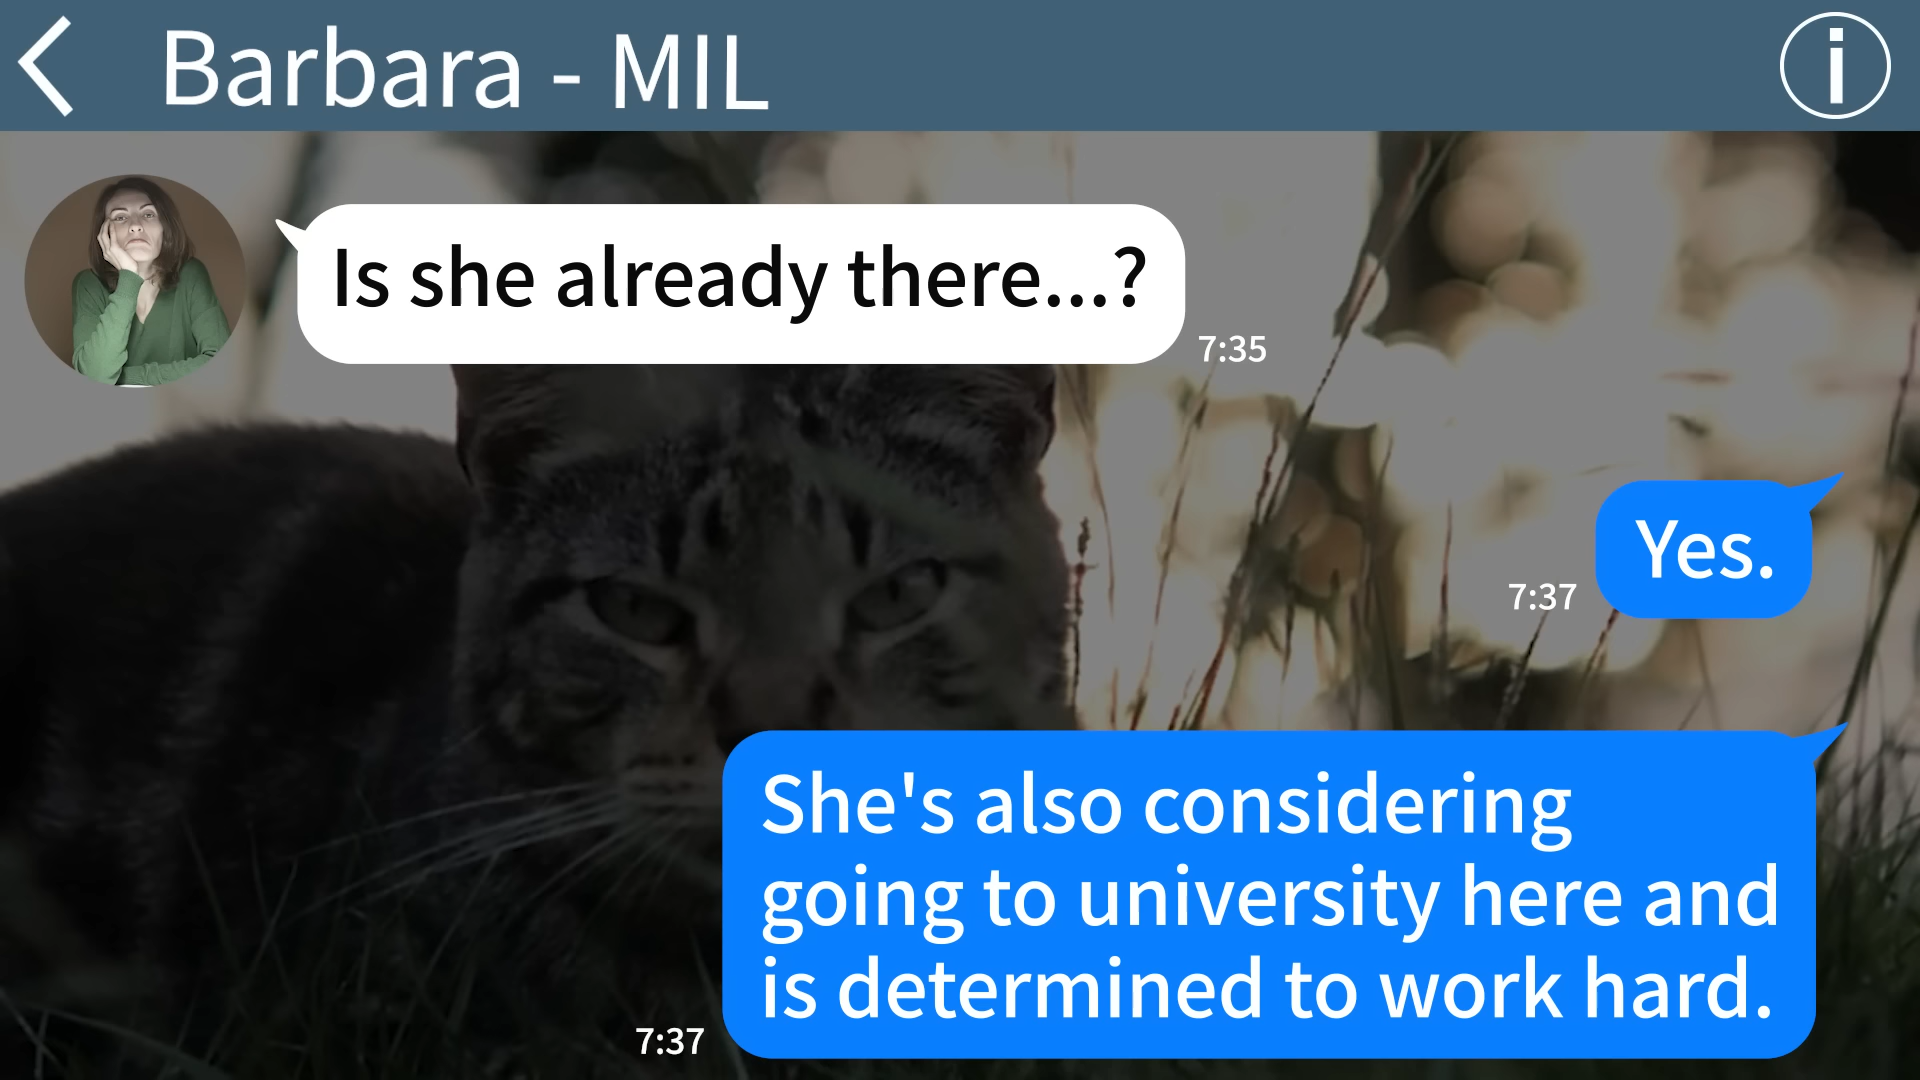 Barbara - MIL
Is she already there...?
7:35
Yes.
7:37
She's also considering
going to university here and
is determined to work hard.
7:37